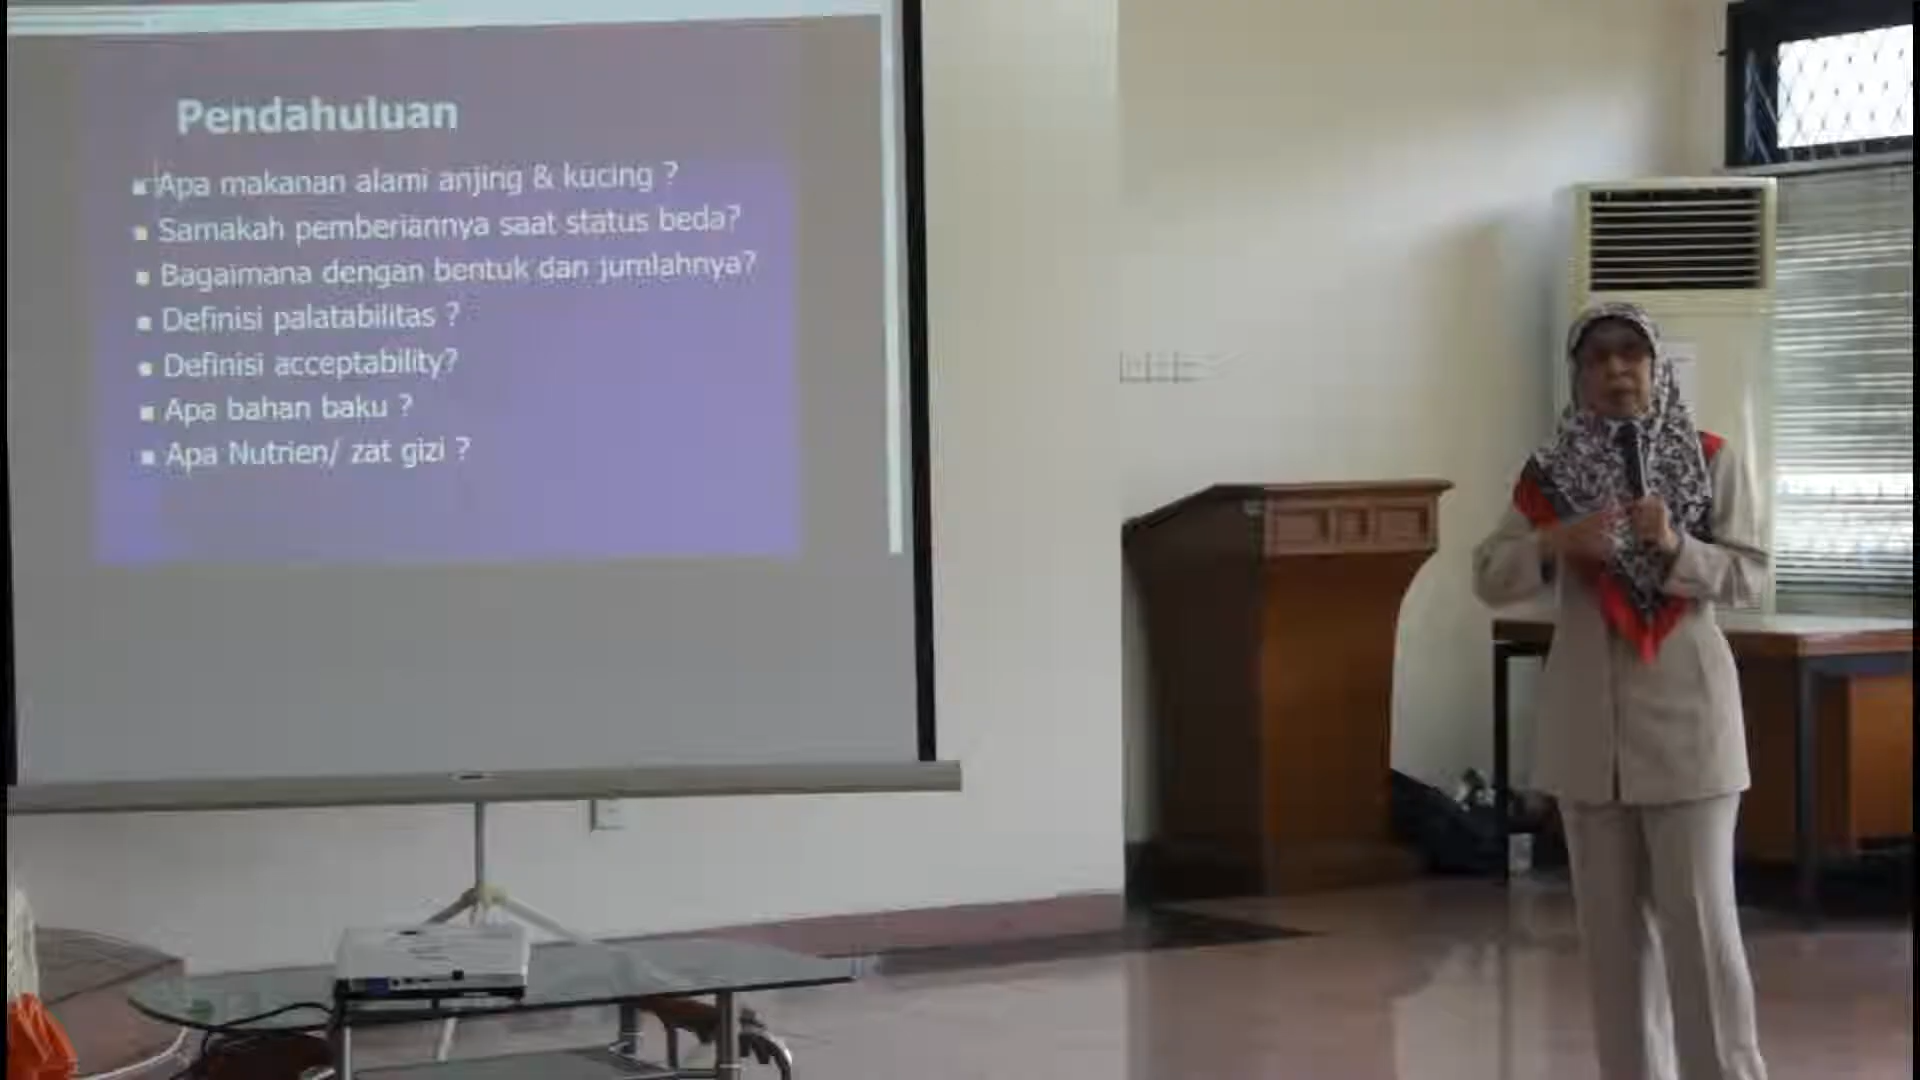 Pendahuluan
Apa makanan alami anjing & kucing ?
Samakah pemberiannya saat status beda?
Bagaimana dengan bentuk dan jumlahnya?
Definisi palatabilitas ?
Definisi acceptability?
Apa bahan baku ?
Apa Nutrien/ zat gizi ?